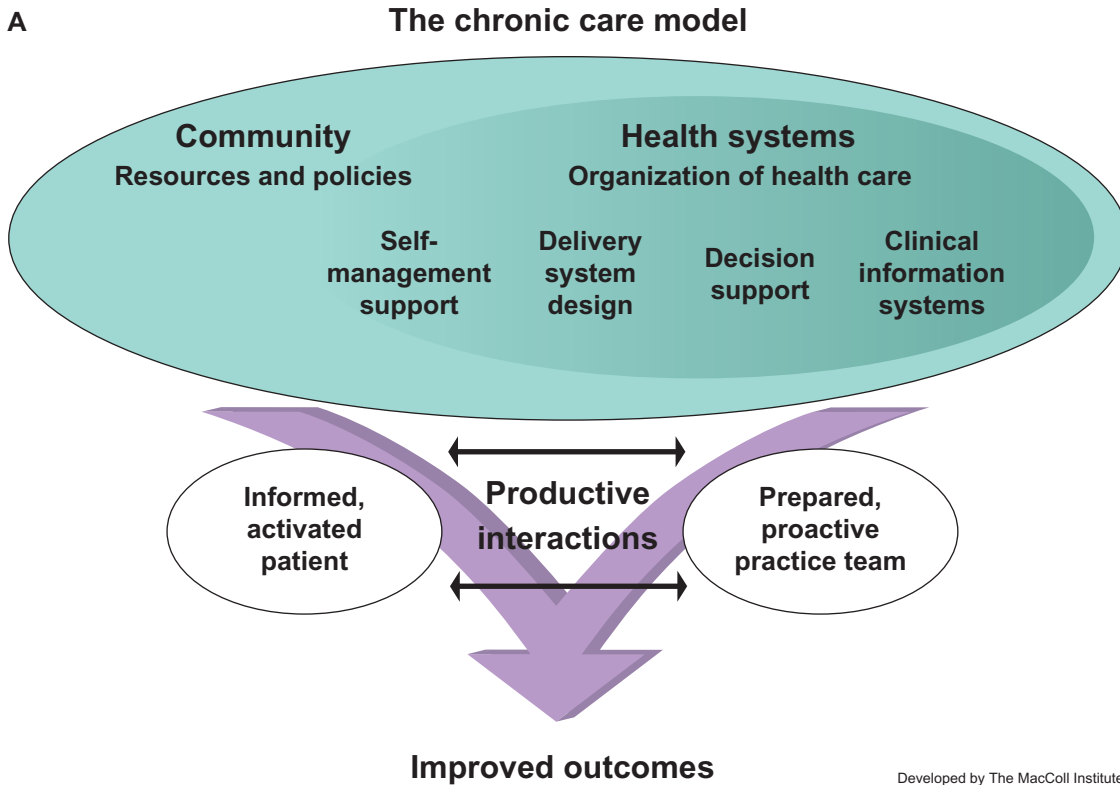 A
The chronic care model
Community
Resources and policies
Health systems
Organization of health care
Self-
management
support
Delivery
system
design
Decision
support
Clinical
information
systems
Informed,
activated
patient
Productive
interactions
Prepared,
proactive
practice team
Improved outcomes
Developed by The MacColl Institute